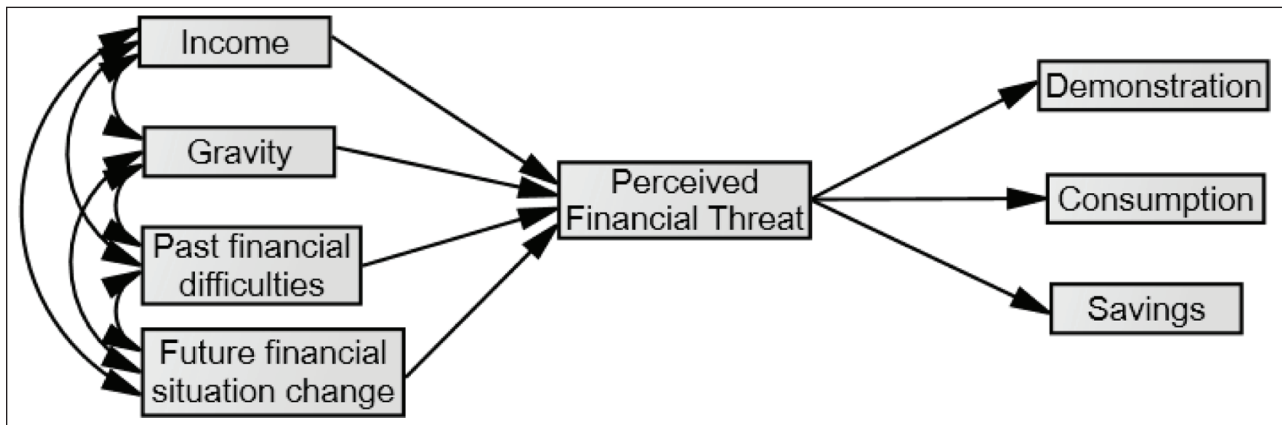 Income
Gravity
Past financial
difficulties
Future financial
situation change
Perceived
Financial Threat
Demonstration
Consumption
Savings